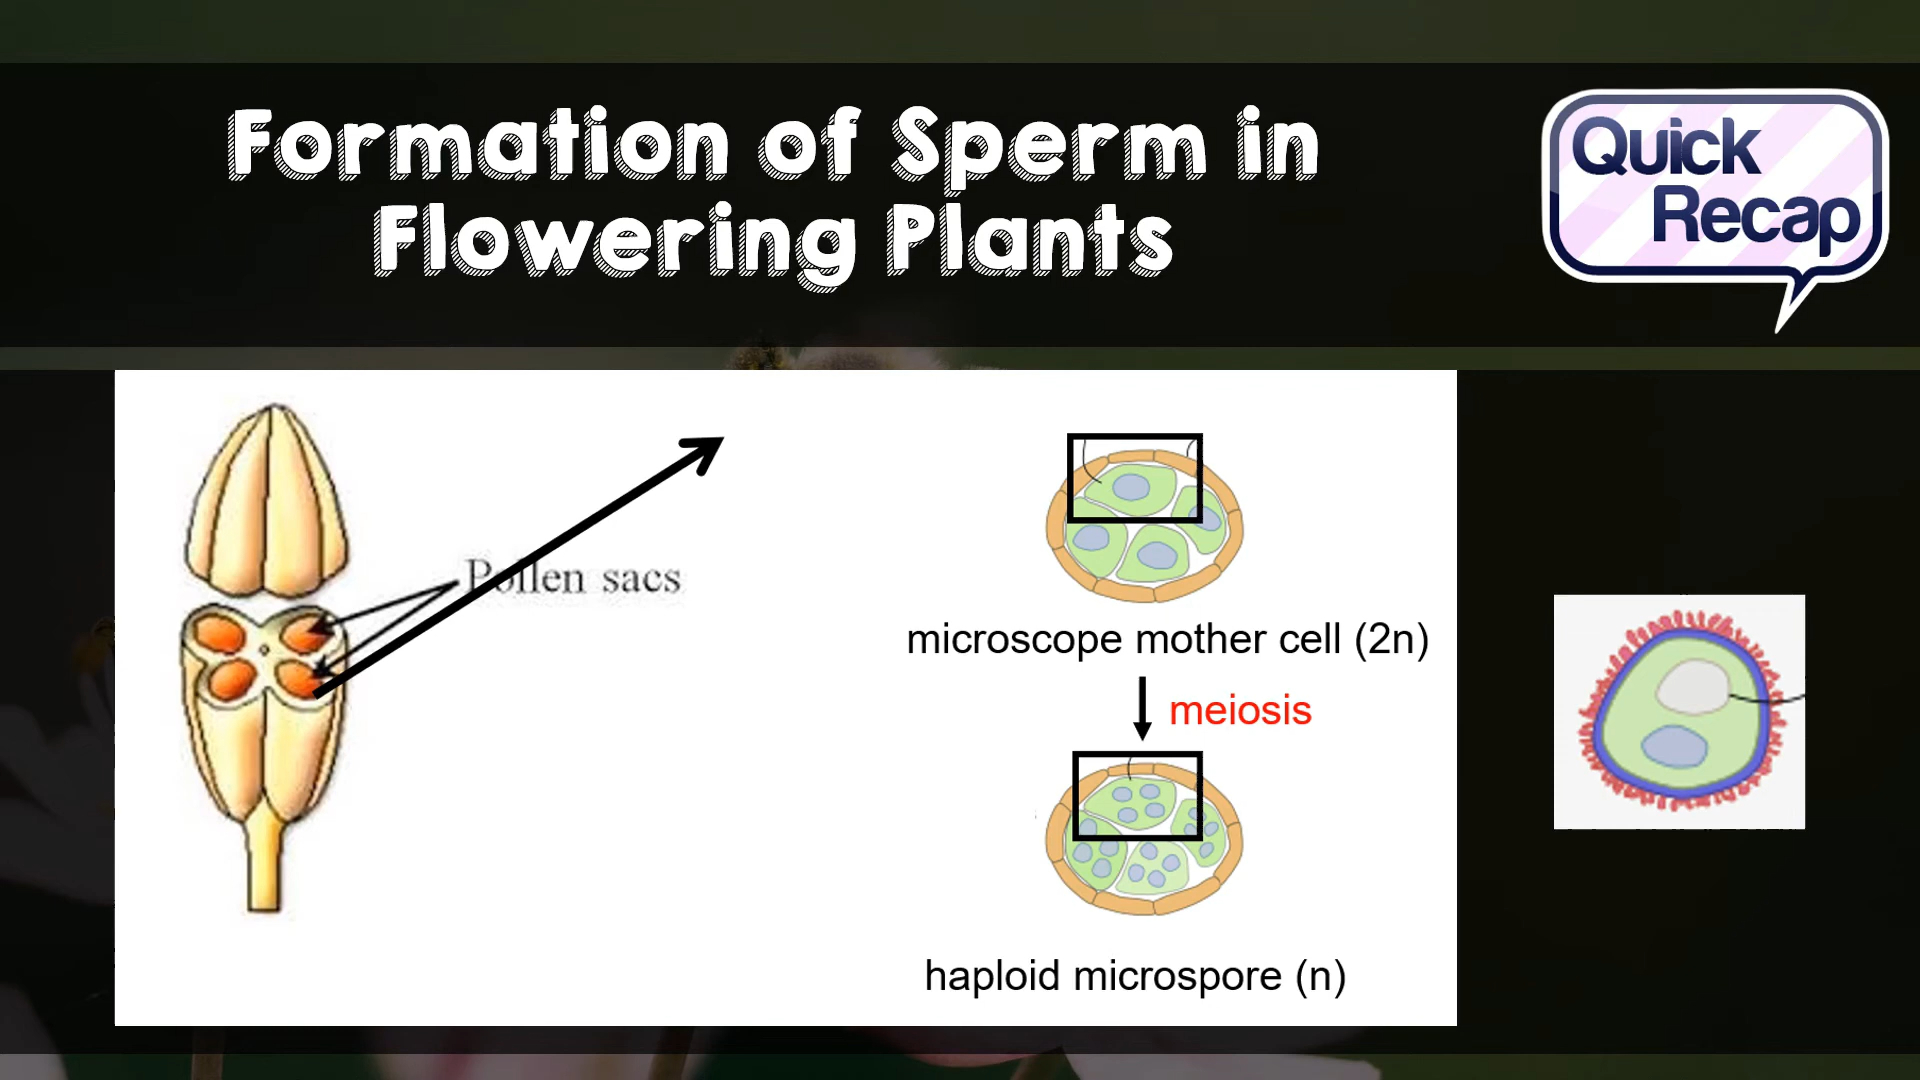 Formation of Sperm in
Flowering Plants
Quick
Recap
Pollen sacs
microscope mother cell (2n)
meiosis
haploid microspore (n)